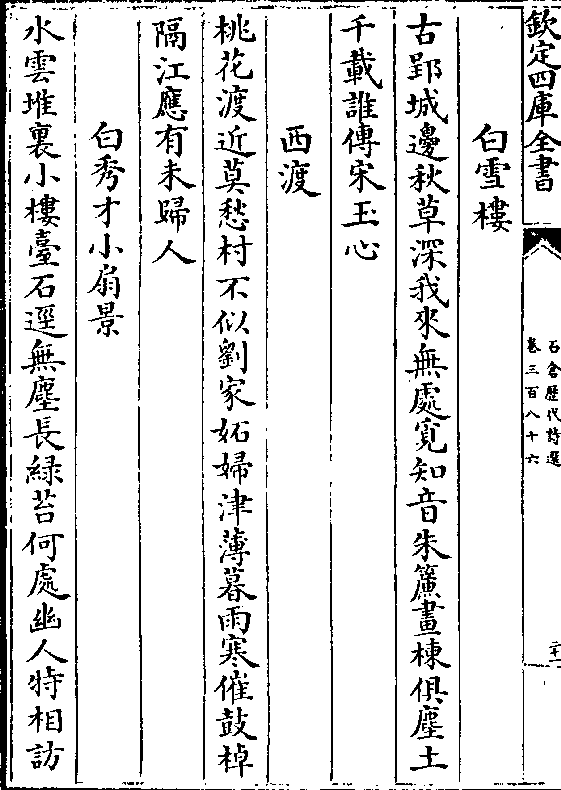 欽定四庫全書
石倉歴代詩選
卷三百八十六
二十一
白雪樓
古郢城邊秋草深我來無處覓知音朱簾畫棟俱塵土
千載誰傳宋玉心
西渡
桃花渡近莫愁村不似劉家妬婦津薄暮雨寒催鼓棹
隔江應有未歸人
白秀才小扇景
水雲堆裏小樓臺石逕無塵長緑苔何處幽人特相訪